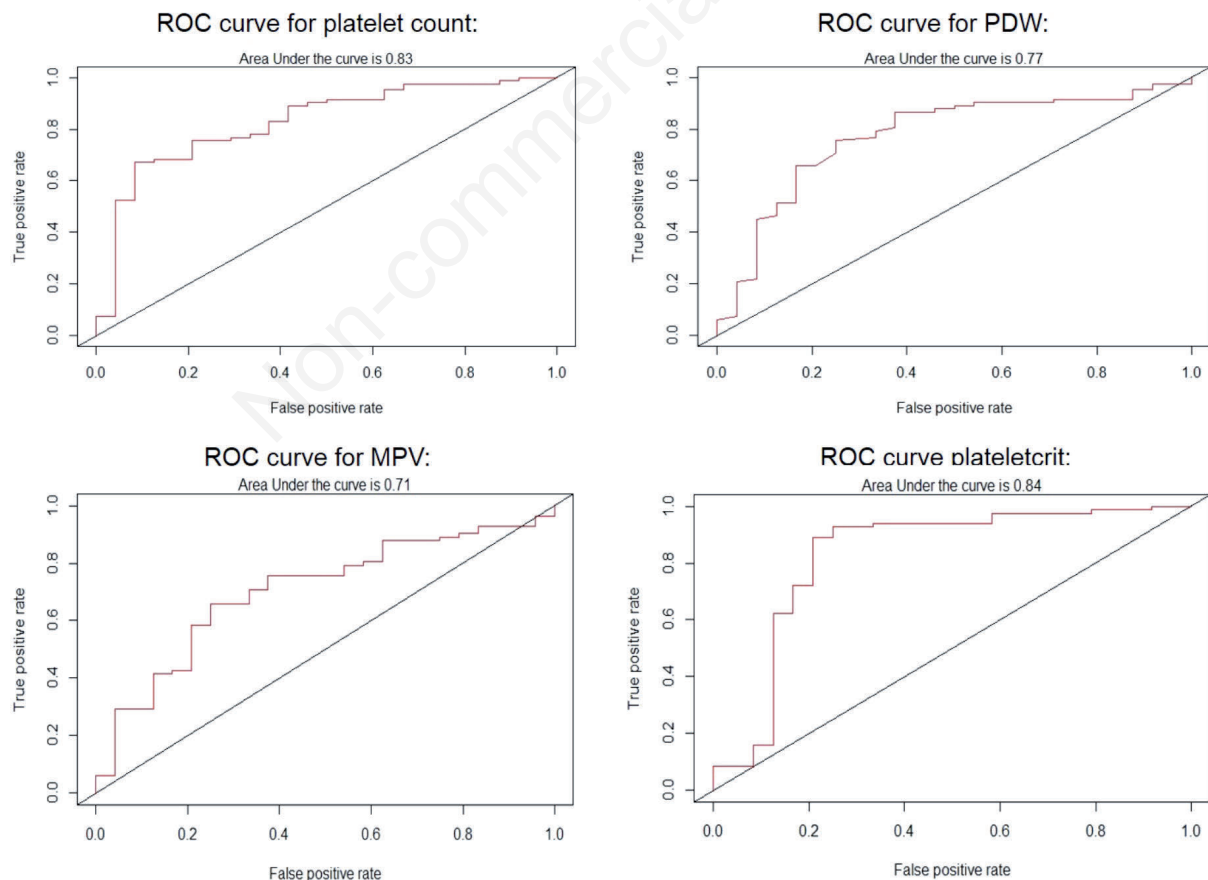 ROC curve for platelet count:
Area Under the curve is 0.83
True positive rate
1.0
0.8
0.6
0.4
0.2
0.0
0.0 0.2 0.4 0.6 0.8 1.0
False positive rate
ROC curve for PDW:
Area Under the curve is 0.77
True positive rate
1.0
0.8
0.6
0.4
0.2
0.0
0.0 0.2 0.4 0.6 0.8 1.0
False positive rate
ROC curve for MPV:
Area Under the curve is 0.71
True positive rate
1.0
0.8
0.6
0.4
0.2
0.0
0.0 0.2 0.4 0.6 0.8 1.0
False positive rate
ROC curve plateletcrit:
Area Under the curve is 0.84
True positive rate
1.0
0.8
0.6
0.4
0.2
0.0
0.0 0.2 0.4 0.6 0.8 1.0
False positive rate
Non-commercia